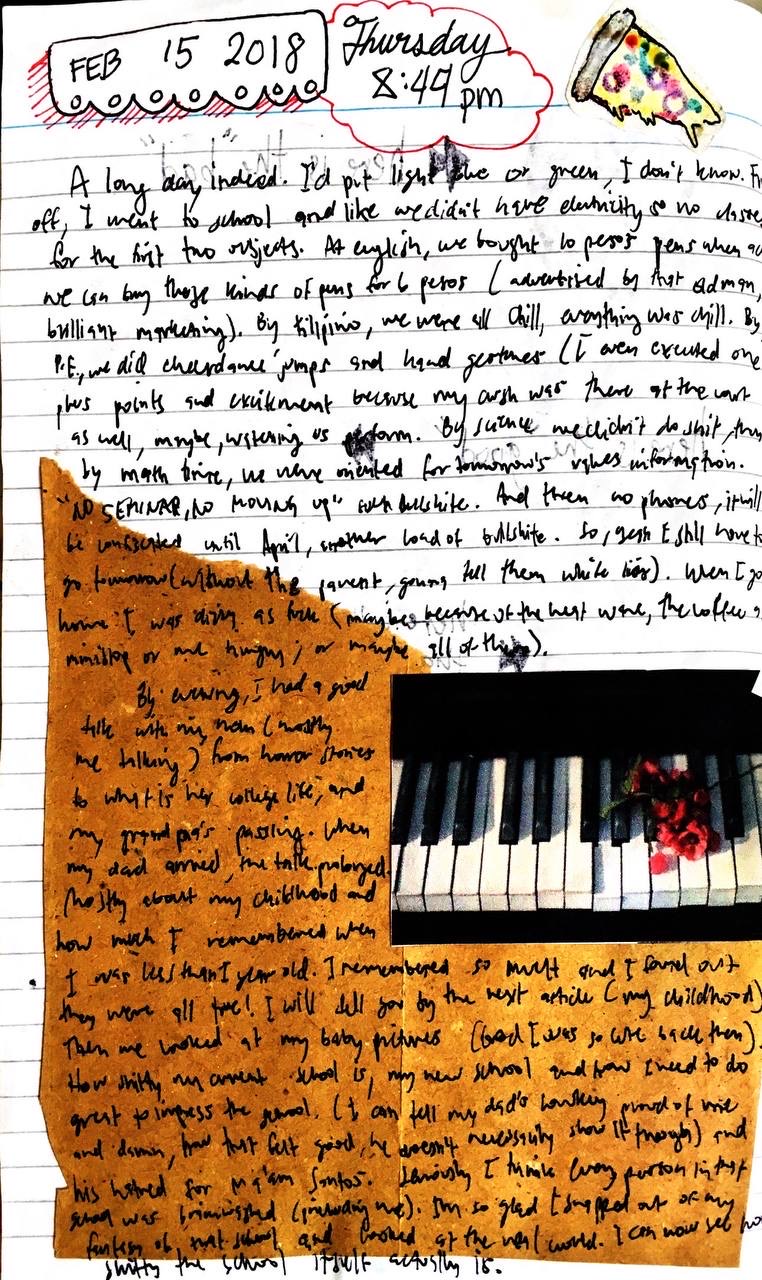 FEB 15 2018
Thursday
8:49
pm
A long day indeed. I'd put light blue or green, I don't know.
off, I went to school and like we didn't have electricity so no classes
for the first two subjects. At english, we bought 10 pesos pens when
we can buy those kinds of pens for 6 pesos (advertised by that old man,
brilliant marketing). By Filipino, we were all chill, everything was chill. By
P.E., we did cheerdance jumps and hand gestures (I even executed one
plus points and excitement because my crush was there at the court
as well, maybe, watching us perform. By science we didn't do shit, then
by math time, we were oriented for tomorrow's values information.
"NO SEMINAR, NO MOVING UP" such bullshite. And then no phones, it will
be confiscated until April, another load of bullshite. So, yeah I still have to
go tomorrow (without the parent, gonna tell them white lies). When I go
home I was dying as fuck (maybe because of the heat wave, the coffee
or me hungry; or maybe all of them).
By evening, I had a good
talk with my mom (mostly
me talking) from horror stories
to what is her college life, and
my grandpa's passing. When
my dad arrived, the talk prolonged.
Mostly about my childhood and
how much I remembered when
I was less than 1 year old. I remembered so much and I found out
they were all true! I will tell you by the next article (my childhood)
Then we looked at my baby pictures (God I was so cute back then).
How shitty my current school is, my new school and how I need to do
great to impress the school. (I can tell my dad's proud of me
and damn, how that felt good, he doesn't necessarily show it though) and
his hatred for Ma'am Santos. Seriously I think every person in that
school was brainwashed (including me). I'm so glad I snapped out of my
fantasy of that school and looked at the real world. I can now see how
shitty the school itself actually is.